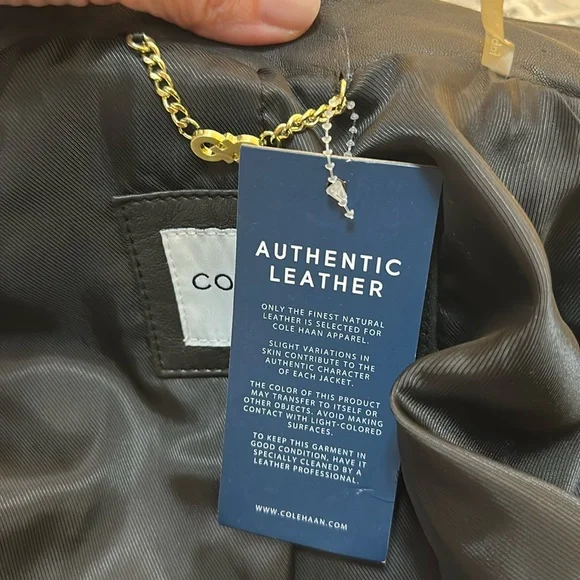 CO
AUTHENTIC
LEATHER
ONLY THE FINEST NATURAL
LEATHER IS SELECTED FOR
COLE HAAN APPAREL.
SLIGHT VARIATIONS IN
SKIN CONTRIBUTE TO THE
AUTHENTIC CHARACTER
OF EACH JACKET.
THE COLOR OF THIS PRODUCT
MAY TRANSFER TO ITSELF OR
OTHER OBJECTS. AVOID MAKING
CONTACT WITH LIGHT-COLORED
SURFACES.
TO KEEP THIS GARMENT IN
GOOD CONDITION, HAVE IT
SPECIALLY CLEANED BY A
LEATHER PROFESSIONAL.
WWW.COLEHAAN.COM